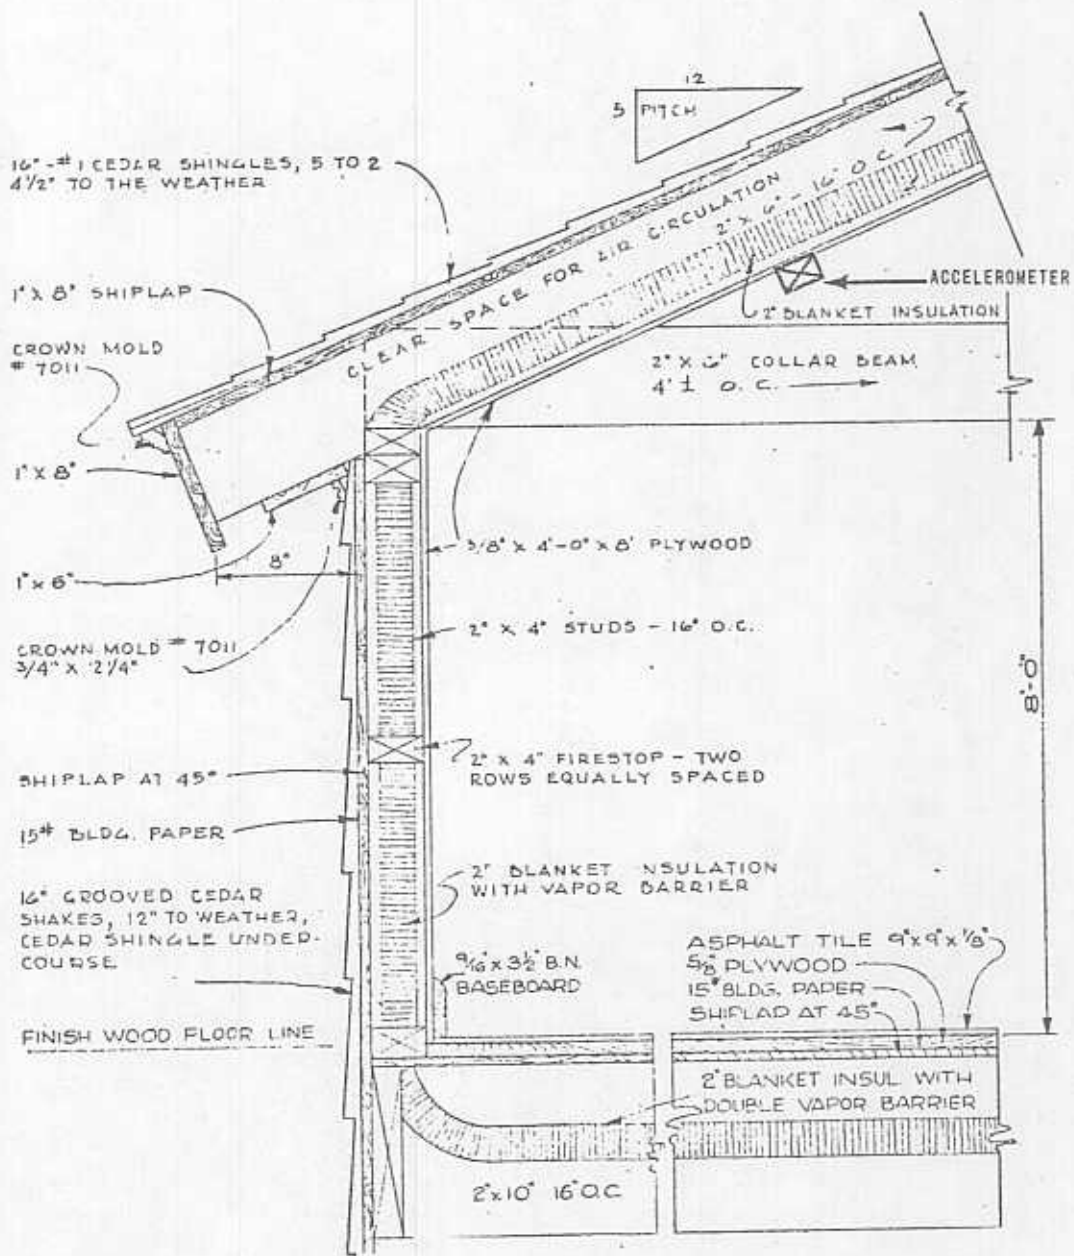 12
5 PITCH
16" - #1 CEDAR SHINGLES, 5 TO 2
4 1/2" TO THE WEATHER
CLEAR SPACE FOR AIR CIRCULATION
2" X 6" - 16" O.C.
ACCELEROMETER
1" X 8" SHIPLAP
2" BLANKET INSULATION
CROWN MOLD
# 7011
2" X 6" COLLAR BEAM
4' ± O.C.
1" X 8"
3/8" X 4'-0" X 8' PLYWOOD
1" X 6"
8"
2" X 4" STUDS - 16" O.C.
CROWN MOLD # 7011
3/4" X 2 1/4"
8'-0"
2" X 4" FIRESTOP - TWO
ROWS EQUALLY SPACED
SHIPLAP AT 45°
15# BLDG. PAPER
2" BLANKET INSULATION
WITH VAPOR BARRIER
16" GROOVED CEDAR
SHAKES, 12" TO WEATHER,
CEDAR SHINGLE UNDER-
COURSE
9/16 X 3 1/2" B.N.
BASEBOARD
ASPHALT TILE 9" X 9" X 1/8"
5/8" PLYWOOD
15# BLDG. PAPER
SHIPLAP AT 45°
FINISH WOOD FLOOR LINE
2" BLANKET INSUL WITH
DOUBLE VAPOR BARRIER
2" X 10" 16" O.C